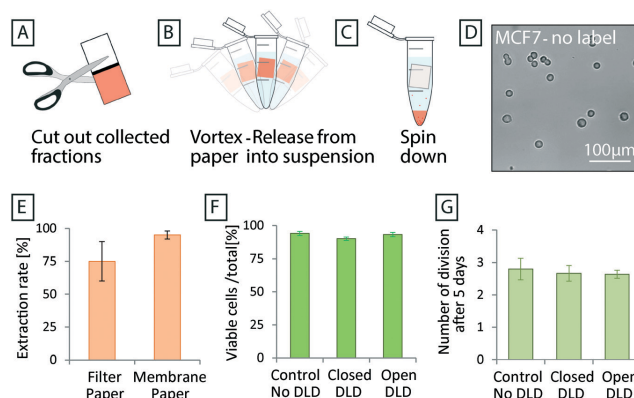 A
B
C
D
MCF7- no label
100µm
Cut out collected
fractions
Vortex -Release from
paper into suspension
Spin
down
E
Extraction rate [%]
100
75
50
25
0
Filter
Paper
Membrane
Paper
F
Viable cells /total[%]
100
75
50
25
0
Control
No DLD
Closed
DLD
Open
DLD
G
Number of division
after 5 days
4
3
2
1
0
Control
No DLD
Closed
DLD
Open
DLD